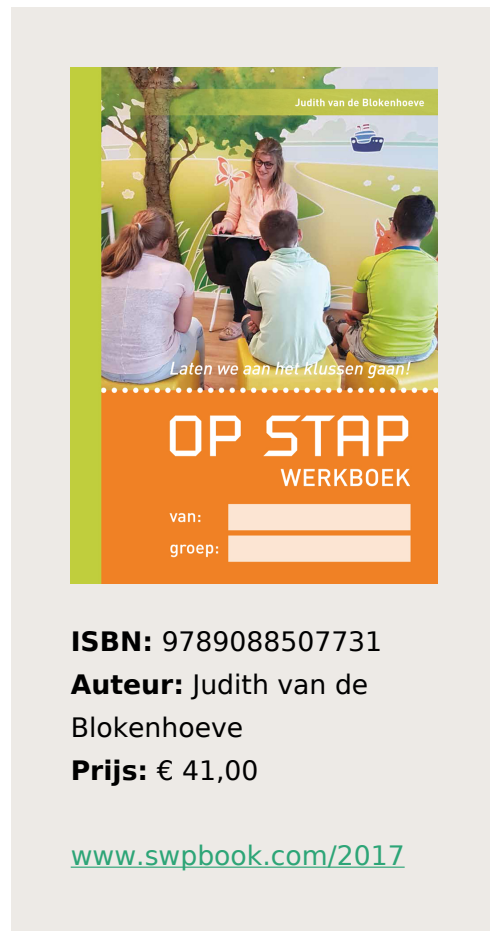 Judith van de Blokenhoeve
Laten we aan het klussen gaan!
OP STAP
WERKBOEK
van:
groep:
ISBN: 9789088507731
Auteur: Judith van de
Blokenhoeve
Prijs: € 41,00
www.swpbook.com/2017